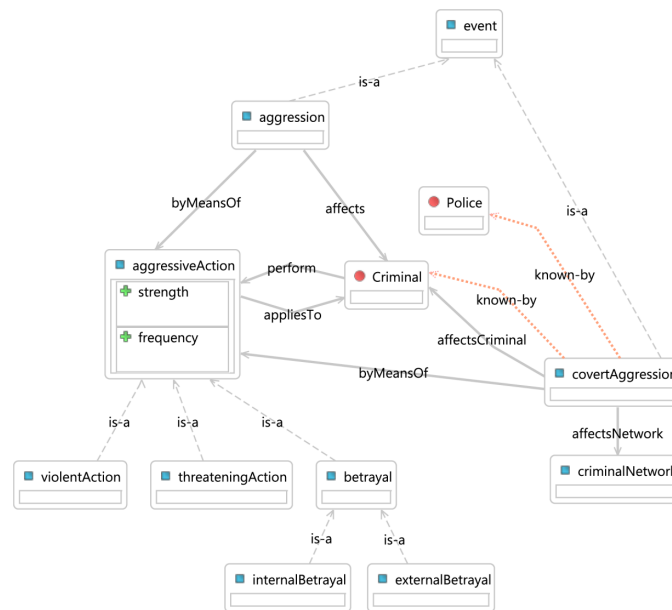 event
is-a
aggression
byMeansOf
affects
Police
is-a
aggressiveAction
perform
Criminal
known-by
strength
known-by
appliesTo
frequency
affectsCriminal
byMeansOf
covertAggression
is-a
is-a
is-a
affectsNetwork
violentAction
threateningAction
betrayal
criminalNetwork
is-a
is-a
internalBetrayal
externalBetrayal